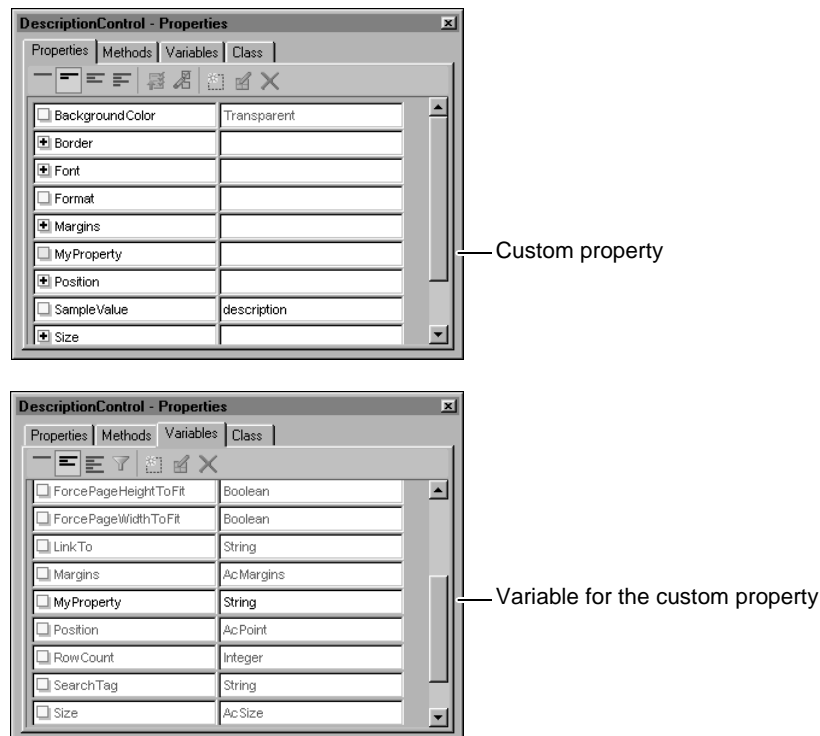 DescriptionControl - Properties
Properties Methods Variables Class
BackgroundColor Transparent
Border
Font
Format
Margins
MyProperty
Custom property
Position
SampleValue description
Size
DescriptionControl - Properties
Properties Methods Variables Class
ForcePageHeightToFit Boolean
ForcePageWidthToFit Boolean
LinkTo String
Margins AcMargins
MyProperty String
Variable for the custom property
Position AcPoint
RowCount Integer
SearchTag String
Size AcSize